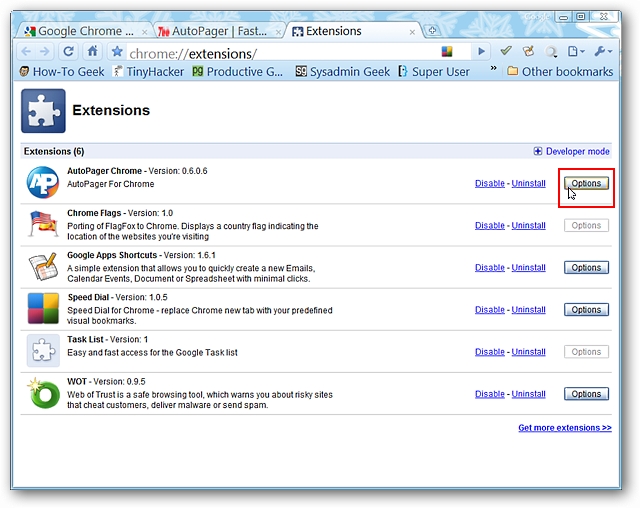 Google Chrome ...
AutoPager | Fast...
Extensions
chrome://extensions/
How-To Geek
TinyHacker
Productive G...
Sysadmin Geek
Super User
»
Other bookmarks
Extensions
Extensions (6)
Developer mode
AutoPager Chrome - Version: 0.6.0.6
AutoPager For Chrome
Disable - Uninstall
Options
Chrome Flags - Version: 1.0
Porting of FlagFox to Chrome. Displays a country flag indicating the
location of the websites you're visiting
Disable - Uninstall
Options
Google Apps Shortcuts - Version: 1.6.1
A simple extension that allows you to quickly create a new Emails,
Calendar Events, Document or Spreadsheet with minimal clicks.
Disable - Uninstall
Options
Speed Dial - Version: 1.0.5
Speed Dial for Chrome - replace Chrome new tab with your predefined
visual bookmarks.
Disable - Uninstall
Options
Task List - Version: 1
Easy and fast access for the Google Task list
Disable - Uninstall
Options
WOT - Version: 0.9.5
Web of Trust is a safe browsing tool, which warns you about risky sites
that cheat customers, deliver malware or send spam.
Disable - Uninstall
Options
Get more extensions >>